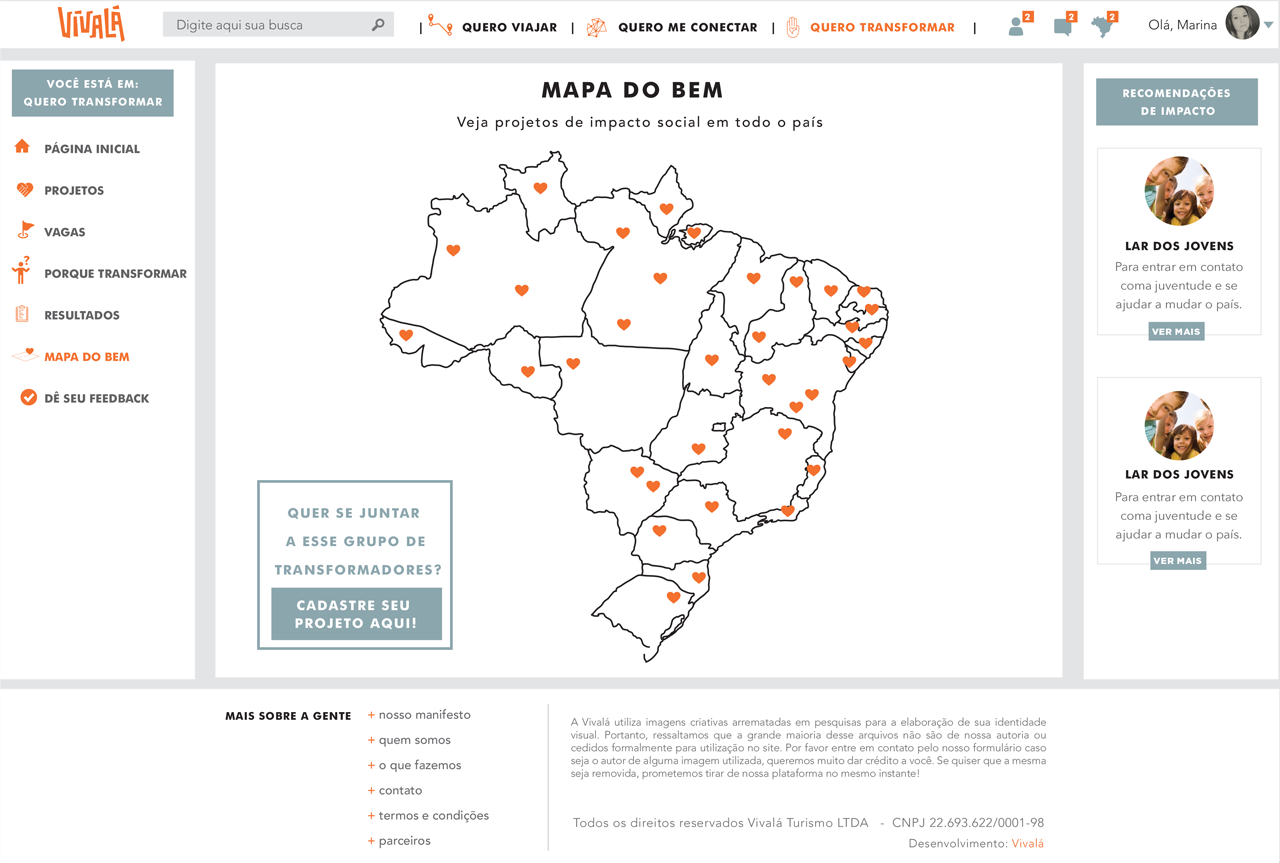 VIVALÁ
Digite aqui sua busca
| QUERO VIAJAR | QUERO ME CONECTAR | QUERO TRANSFORMAR |
2
2
2
Olá, Marina
VOCÊ ESTÁ EM:
QUERO TRANSFORMAR
PÁGINA INICIAL
PROJETOS
VAGAS
?
PORQUE TRANSFORMAR
RESULTADOS
MAPA DO BEM
DÊ SEU FEEDBACK
MAPA DO BEM
Veja projetos de impacto social em todo o país
QUER SE JUNTAR
A ESSE GRUPO DE
TRANSFORMADORES?
CADASTRE SEU
PROJETO AQUI!
RECOMENDAÇÕES
DE IMPACTO
LAR DOS JOVENS
Para entrar em contato
coma juventude e se
ajudar a mudar o país.
VER MAIS
LAR DOS JOVENS
Para entrar em contato
coma juventude e se
ajudar a mudar o país.
VER MAIS
MAIS SOBRE A GENTE
+ nosso manifesto
+ quem somos
+ o que fazemos
+ contato
+ termos e condições
+ parceiros
A Vivalá utiliza imagens criativas arrematadas em pesquisas para a elaboração de sua identidade
visual. Portanto, ressaltamos que a grande maioria desse arquivos não são de nossa autoria ou
cedidos formalmente para utilização no site. Por favor entre em contato pelo nosso formulário caso
seja o autor de alguma imagem utilizada, queremos muito dar crédito a você. Se quiser que a mesma
seja removida, prometemos tirar de nossa plataforma no mesmo instante!
Todos os direitos reservados Vivalá Turismo LTDA - CNPJ 22.693.622/0001-98
Desenvolvimento: Vivalá